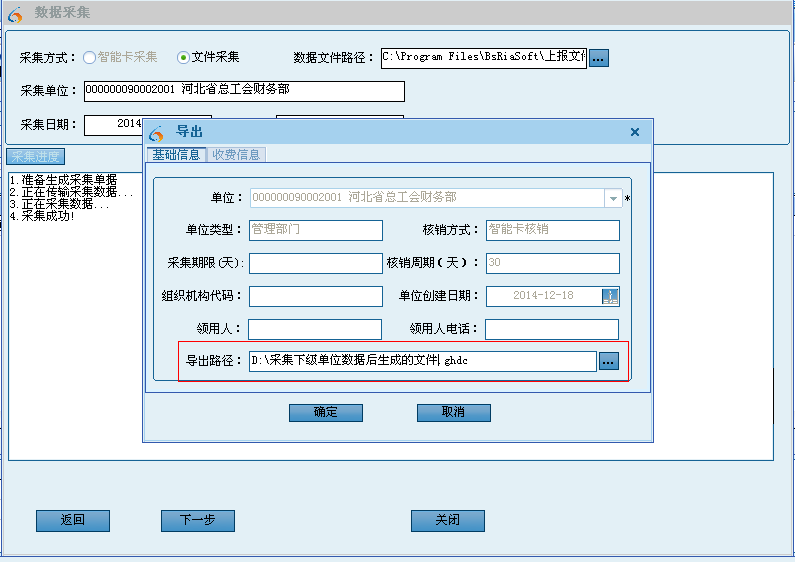 数据采集
采集方式： 智能卡采集 文件采集 数据文件路径： C:\Program Files\BsRiaSoft\上报文件 ...
采集单位： 000000090002001 河北省总工会财务部
采集日期： 2014
导出
采集进度 基础信息 收费信息
1.准备生成采集单据
2.正在传输采集数据...
3.正在采集数据...
4.采集成功!
单位： 000000090002001 河北省总工会财务部 *
单位类型： 管理部门 核销方式： 智能卡核销
采集期限(天): 核销周期(天)： 30
组织机构代码： 单位创建日期： 2014-12-18
领用人： 领用人电话：
导出路径： D:\采集下级单位数据后生成的文件.ghdc ...
确定 取消
返回 下一步 关闭